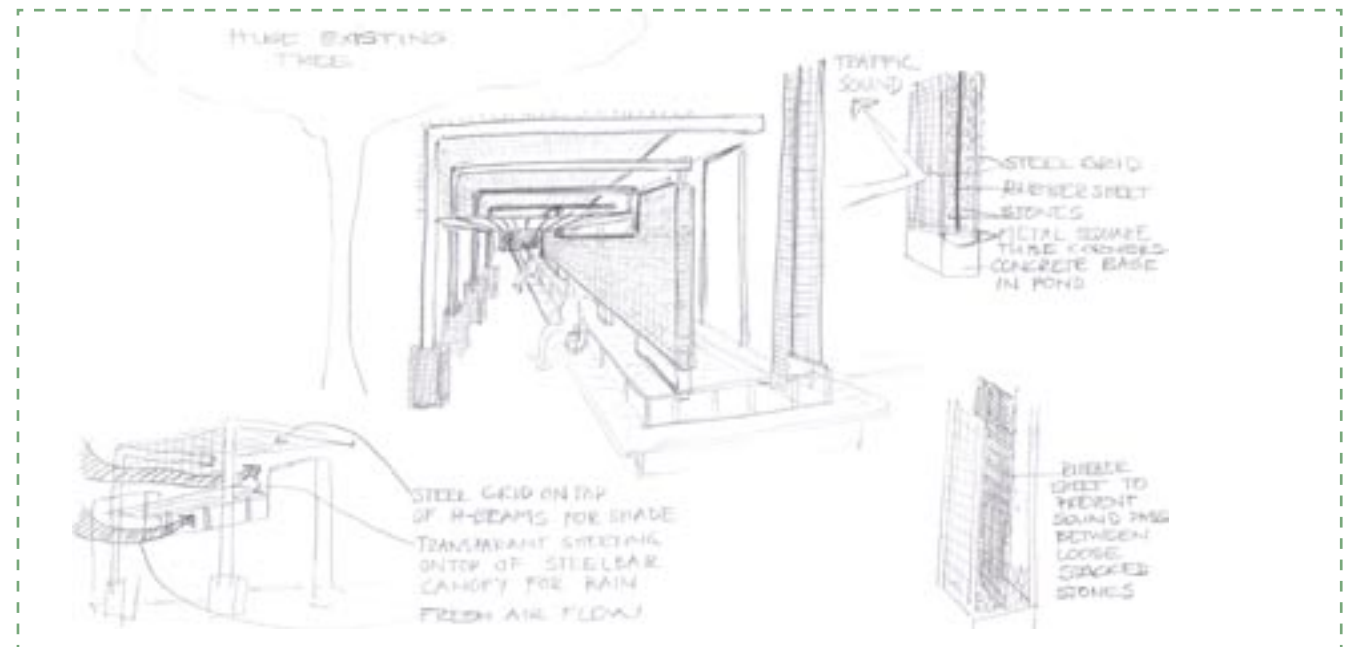 HUGE EXISTING
TREE
TRAFFIC
SOUND
STEEL GRID
RUBBER SHEET
STONES
METAL SQUARE
TUBE CORNERS
CONCRETE BASE
IN POND
STEEL GRID ON TOP
OF H-BEAMS FOR SHADE
TRANSPARANT SHEETING
ONTOP OF STEELBAR
CANOPY FOR RAIN
FRESH AIR FLOW
RUBBER
SHEET TO
PREVENT
SOUND PASS
BETWEEN
LOOSE
STACKED
STONES